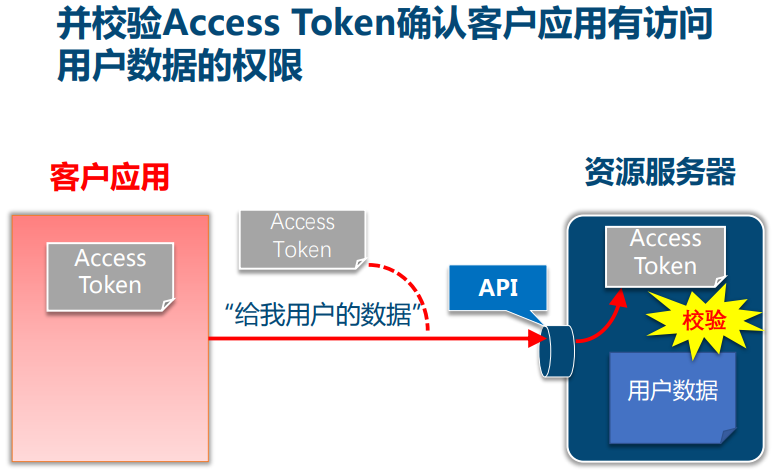 并校验Access Token确认客户应用有访问
用户数据的权限
客户应用
资源服务器
Access
Token
Access
Token
Access
Token
“给我用户的数据”
API
校验
用户数据